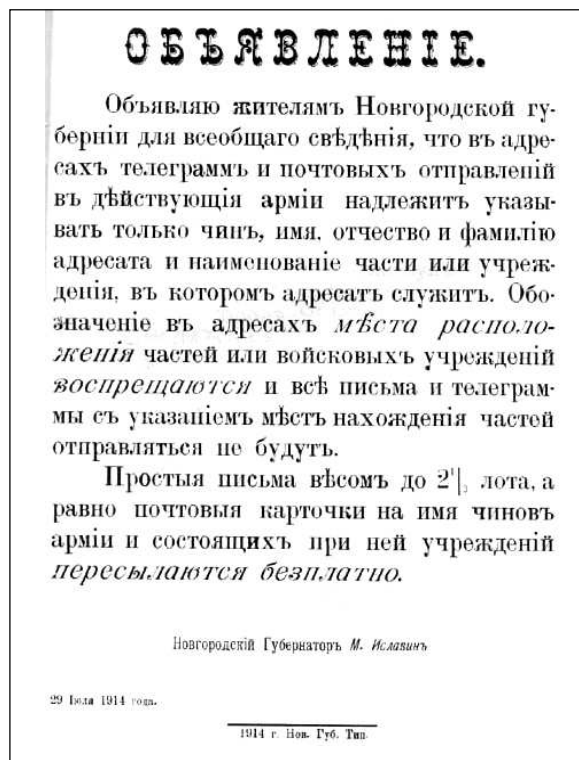 ОБЪЯВЛЕНІЕ.
Объявляю жителямъ Новгородской гу-
берніи для всеобщаго свѣдѣнія, что въ адре-
сахъ телеграммъ и почтовыхъ отправленій
въ дѣйствующія арміи надлежитъ указы-
вать только чинъ, имя, отчество и фамилію
адресата и наименованіе части или учреж-
денія, въ которомъ адресатъ служитъ. Обо-
значеніе въ адресахъ мѣста располо-
женія частей или войсковыхъ учрежденій
воспрещаются и всѣ письма и телеграм-
мы съ указаніемъ мѣстъ нахожденія частей
отправляться не будутъ.
Простыя письма вѣсомъ до лота, а
равно почтовыя карточки на имя чиновъ
арміи и состоящихъ при ней учрежденій
пересылаются безплатно.
Новгородскій Губернаторъ М. Иславинъ
29 Іюля 1914 года.
1914 г. Нов. Губ. Тип.